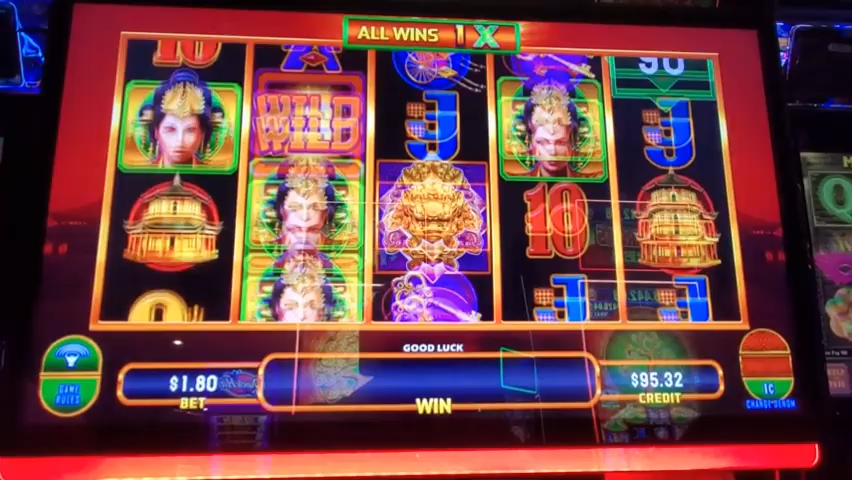 ALL WINS 1X
10
A
90
WILD
J
J
10
J
J
GOOD LUCK
GAME
RULES
$1.80
BET
WIN
$95.32
CREDIT
1C
CHANGE DENOM
Q